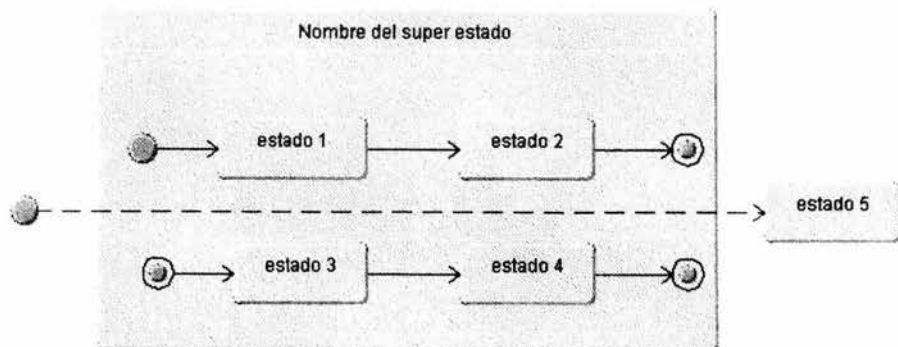 Nombre del super estado
estado 1
estado 2
estado 5
estado 3
estado 4